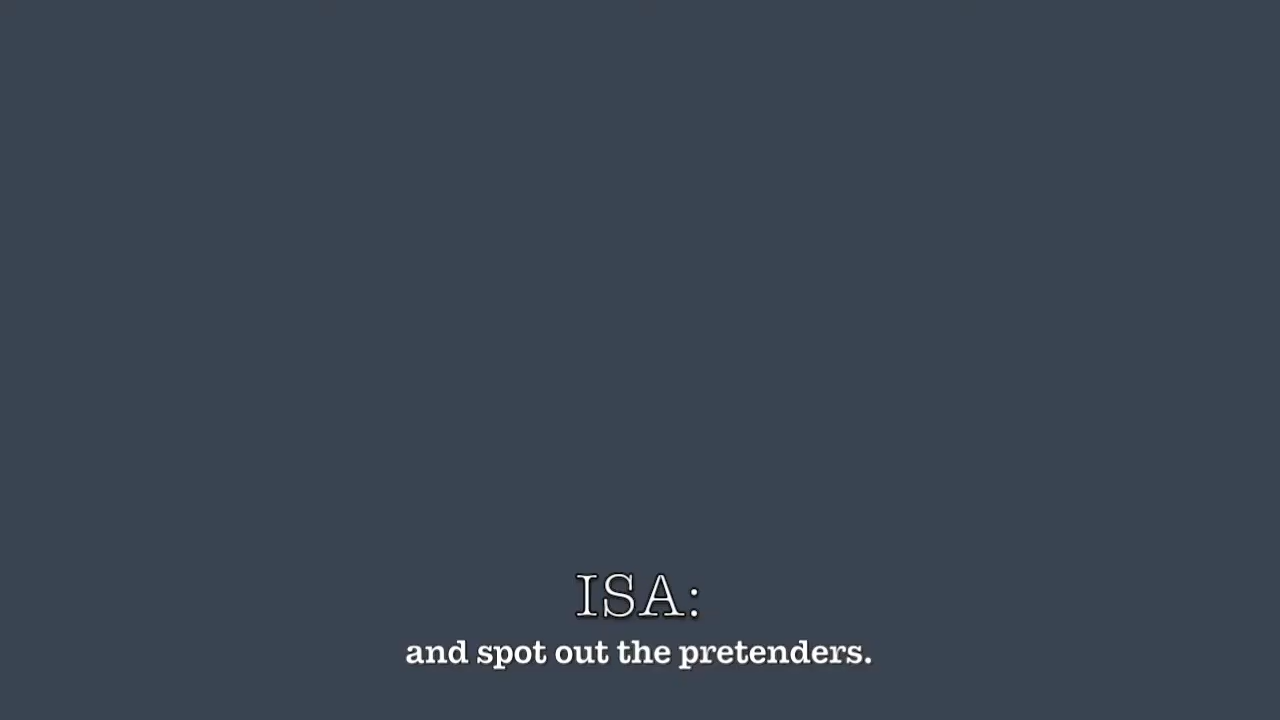 ISA:
and spot out the pretenders.